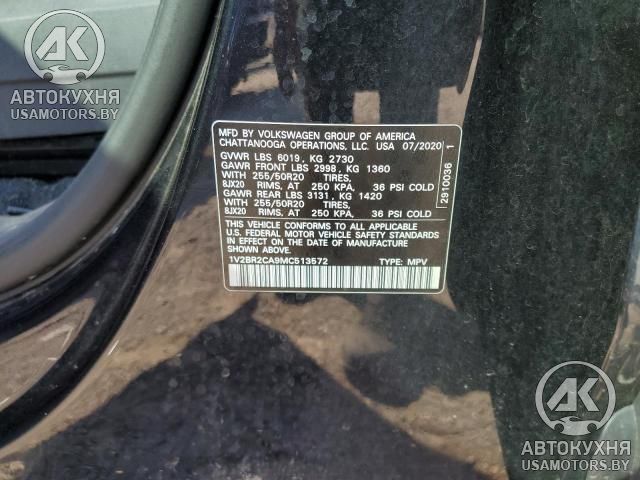 АК
АВТОКУХНЯ
USAMOTORS.BY
MFD BY VOLKSWAGEN GROUP OF AMERICA
CHATTANOOGA OPERATIONS, LLC. USA 07/2020
GVWR LBS 6019, KG 2730
GAWR FRONT LBS 2998, KG 1360
WITH 255/50R20 TIRES,
8JX20 RIMS, AT 250 KPA, 36 PSI COLD
GAWR REAR LBS 3131, KG 1420
WITH 255/50R20 TIRES,
8JX20 RIMS, AT 250 KPA, 36 PSI COLD
THIS VEHICLE CONFORMS TO ALL APPLICABLE
U.S. FEDERAL MOTOR VEHICLE SAFETY STANDARDS
IN EFFECT ON THE DATE OF MANUFACTURE
SHOWN ABOVE.
1V2BR2CA9MC513572 TYPE: MPV
2910036 1
АК
АВТОКУХНЯ
USAMOTORS.BY